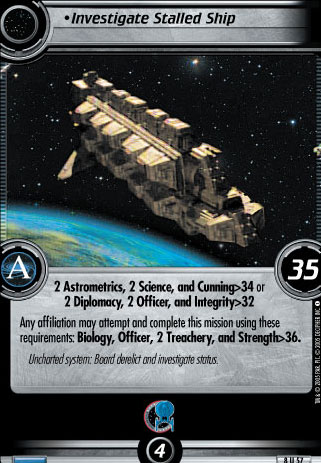 •Investigate Stalled Ship
A
35
2 Astrometrics, 2 Science, and Cunning>34 or
2 Diplomacy, 2 Officer, and Integrity>32
Any affiliation may attempt and complete this mission using these
requirements: Biology, Officer, 2 Treachery, and Strength>36.
Uncharted system: Board derelict and investigate status.
4
8 U 57